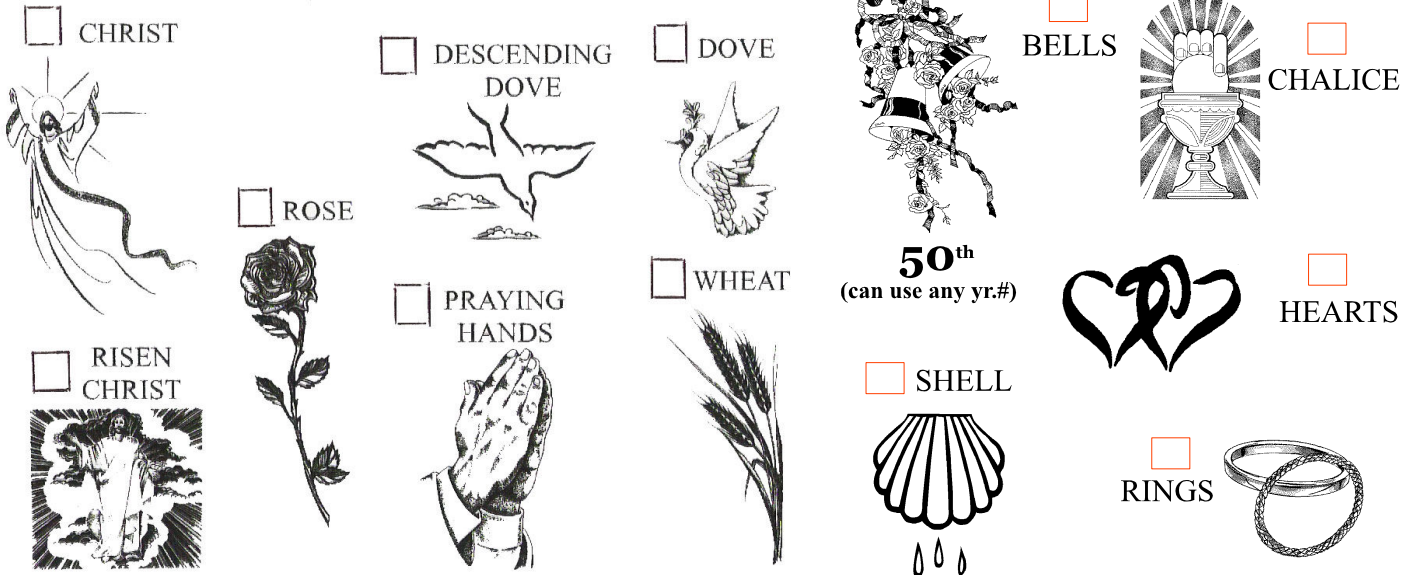 CHRIST
DESCENDING
DOVE
DOVE
BELLS
CHALICE
ROSE
50th
(can use any yr.#)
WHEAT
HEARTS
PRAYING
HANDS
RISEN
CHRIST
SHELL
RINGS